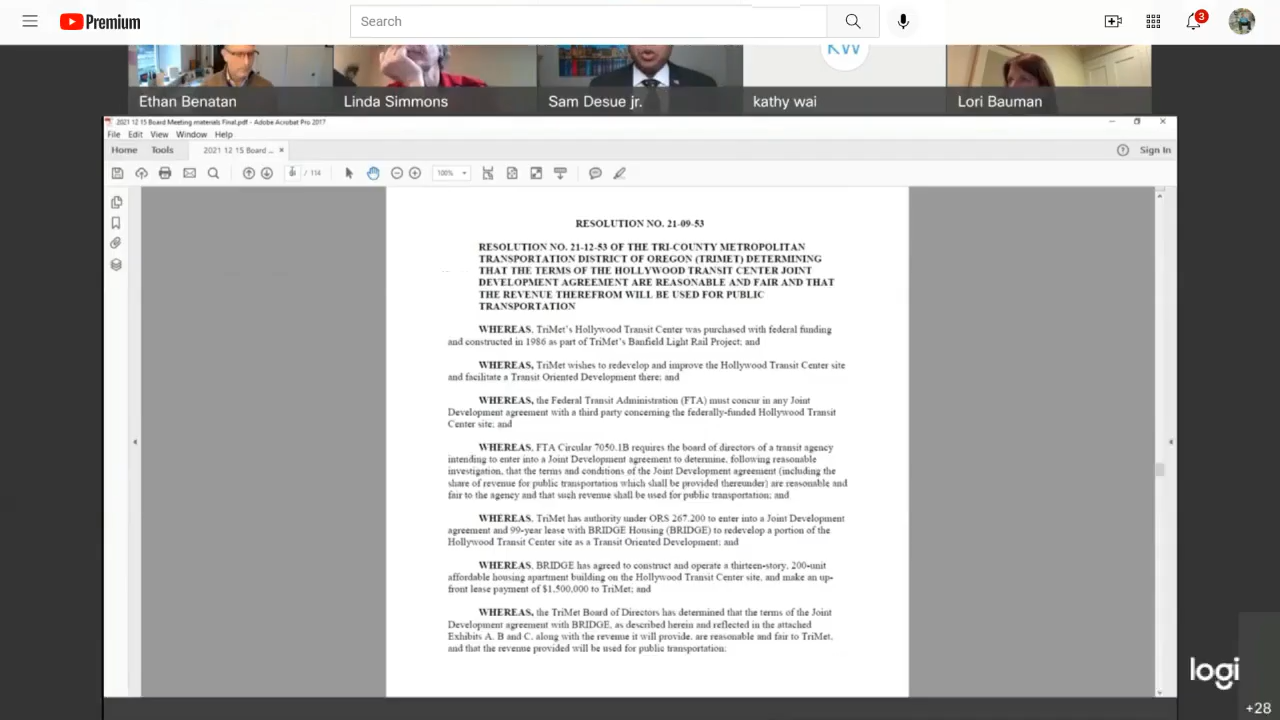 Premium
Search
3
KW
Ethan Benatan
Linda Simmons
Sam Desue jr.
kathy wai
Lori Bauman
2021 12 15 Board Meeting materials Final.pdf - Adobe Acrobat Pro 2017
File Edit View Window Help
Home Tools 2021 12 15 Board ... × Sign In
/ 114 100%
RESOLUTION NO. 21-09-53
RESOLUTION NO. 21-12-53 OF THE TRI-COUNTY METROPOLITAN
TRANSPORTATION DISTRICT OF OREGON (TRIMET) DETERMINING
THAT THE TERMS OF THE HOLLYWOOD TRANSIT CENTER JOINT
DEVELOPMENT AGREEMENT ARE REASONABLE AND FAIR AND THAT
THE REVENUE THEREFROM WILL BE USED FOR PUBLIC
TRANSPORTATION
WHEREAS, TriMet's Hollywood Transit Center was purchased with federal funding
and constructed in 1986 as part of TriMet's Banfield Light Rail Project; and
WHEREAS, TriMet wishes to redevelop and improve the Hollywood Transit Center site
and facilitate a Transit Oriented Development there; and
WHEREAS, the Federal Transit Administration (FTA) must concur in any Joint
Development agreement with a third party concerning the federally-funded Hollywood Transit
Center site; and
WHEREAS, FTA Circular 7050.1B requires the board of directors of a transit agency
intending to enter into a Joint Development agreement to determine, following reasonable
investigation, that the terms and conditions of the Joint Development agreement (including the
share of revenue for public transportation which shall be provided thereunder) are reasonable and
fair to the agency and that such revenue shall be used for public transportation; and
WHEREAS, TriMet has authority under ORS 267.200 to enter into a Joint Development
agreement and 99-year lease with BRIDGE Housing (BRIDGE) to redevelop a portion of the
Hollywood Transit Center site as a Transit Oriented Development; and
WHEREAS, BRIDGE has agreed to construct and operate a thirteen-story, 200-unit
affordable housing apartment building on the Hollywood Transit Center site, and make an up-
front lease payment of $1,500,000 to TriMet; and
WHEREAS, the TriMet Board of Directors has determined that the terms of the Joint
Development agreement with BRIDGE, as described herein and reflected in the attached
Exhibits A, B and C, along with the revenue it will provide, are reasonable and fair to TriMet,
and that the revenue provided will be used for public transportation;
logi
+28